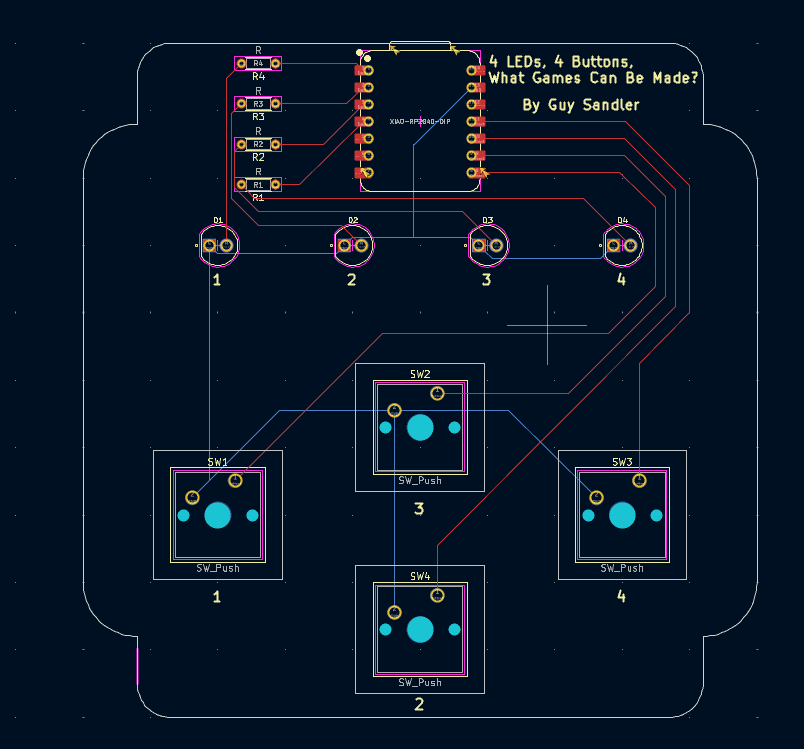 R
R4
R4
4 LEDs, 4 Buttons,
What Games Can Be Made?
R
R3
R3
By Guy Sandler
XIAO-RP2040-DIP
R
R2
R2
R
R1
R1
D1
D2
D3
D4
1
2
3
4
SW2
SW_Push
3
SW1
SW_Push
1
SW3
SW_Push
4
SW4
SW_Push
2